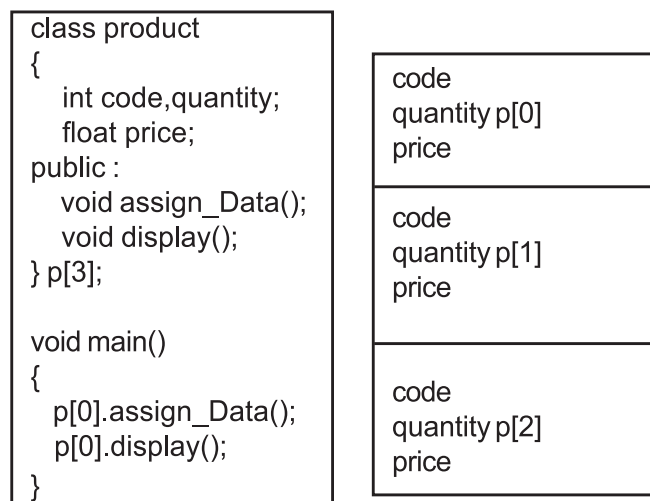 class product
{
int code,quantity;
float price;
public :
void assign_Data();
void display();
} p[3];
void main()
{
p[0].assign_Data();
p[0].display();
}
code
quantity p[0]
price
code
quantity p[1]
price
code
quantity p[2]
price